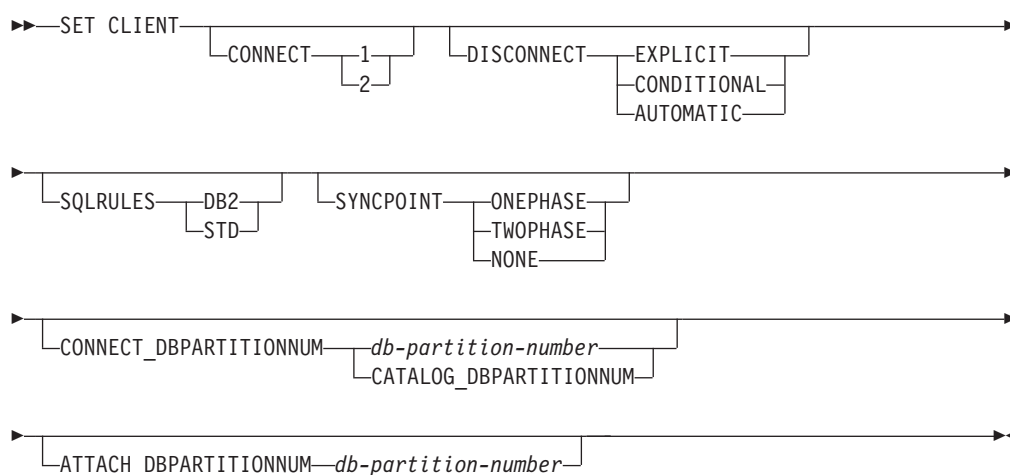 SET CLIENT
CONNECT 1 DISCONNECT EXPLICIT
2 CONDITIONAL
AUTOMATIC
SQLRULES DB2 SYNCPOINT ONEPHASE
STD TWOPHASE
NONE
CONNECT_DBPARTITIONNUM db-partition-number
CATALOG_DBPARTITIONNUM
ATTACH_DBPARTITIONNUM db-partition-number